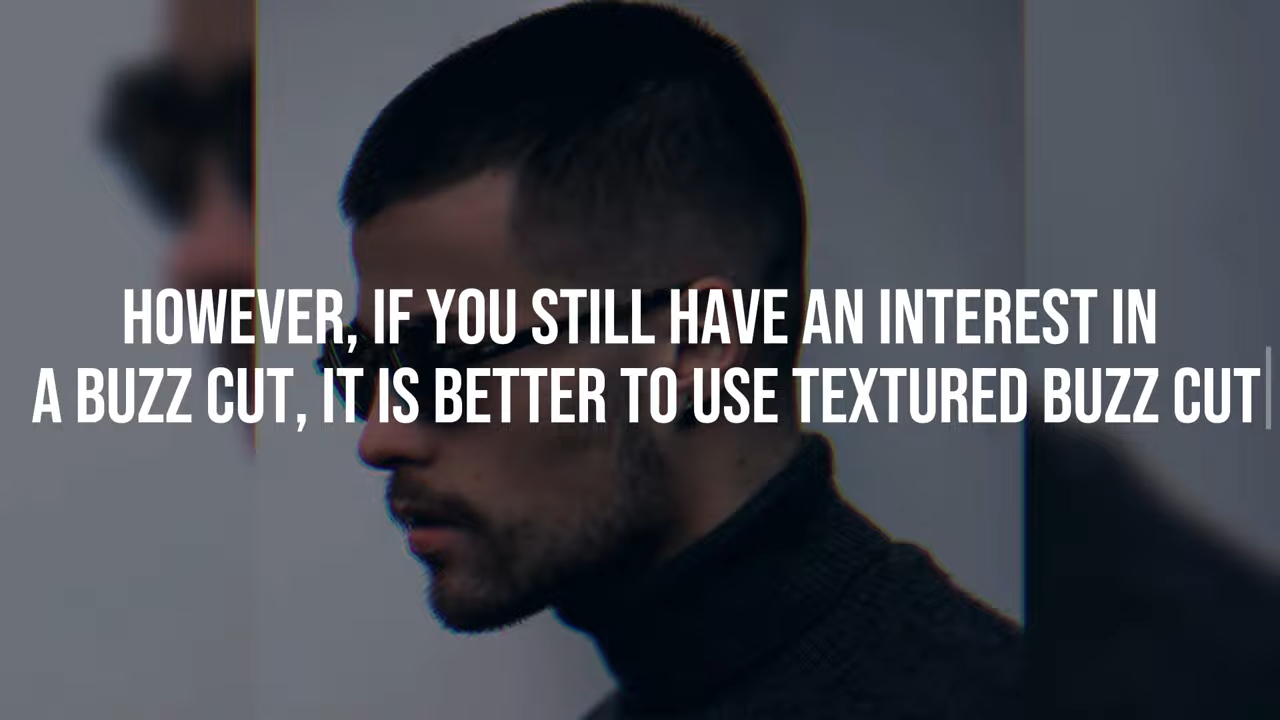 HOWEVER, IF YOU STILL HAVE AN INTEREST IN
A BUZZ CUT, IT IS BETTER TO USE TEXTURED BUZZ CUT